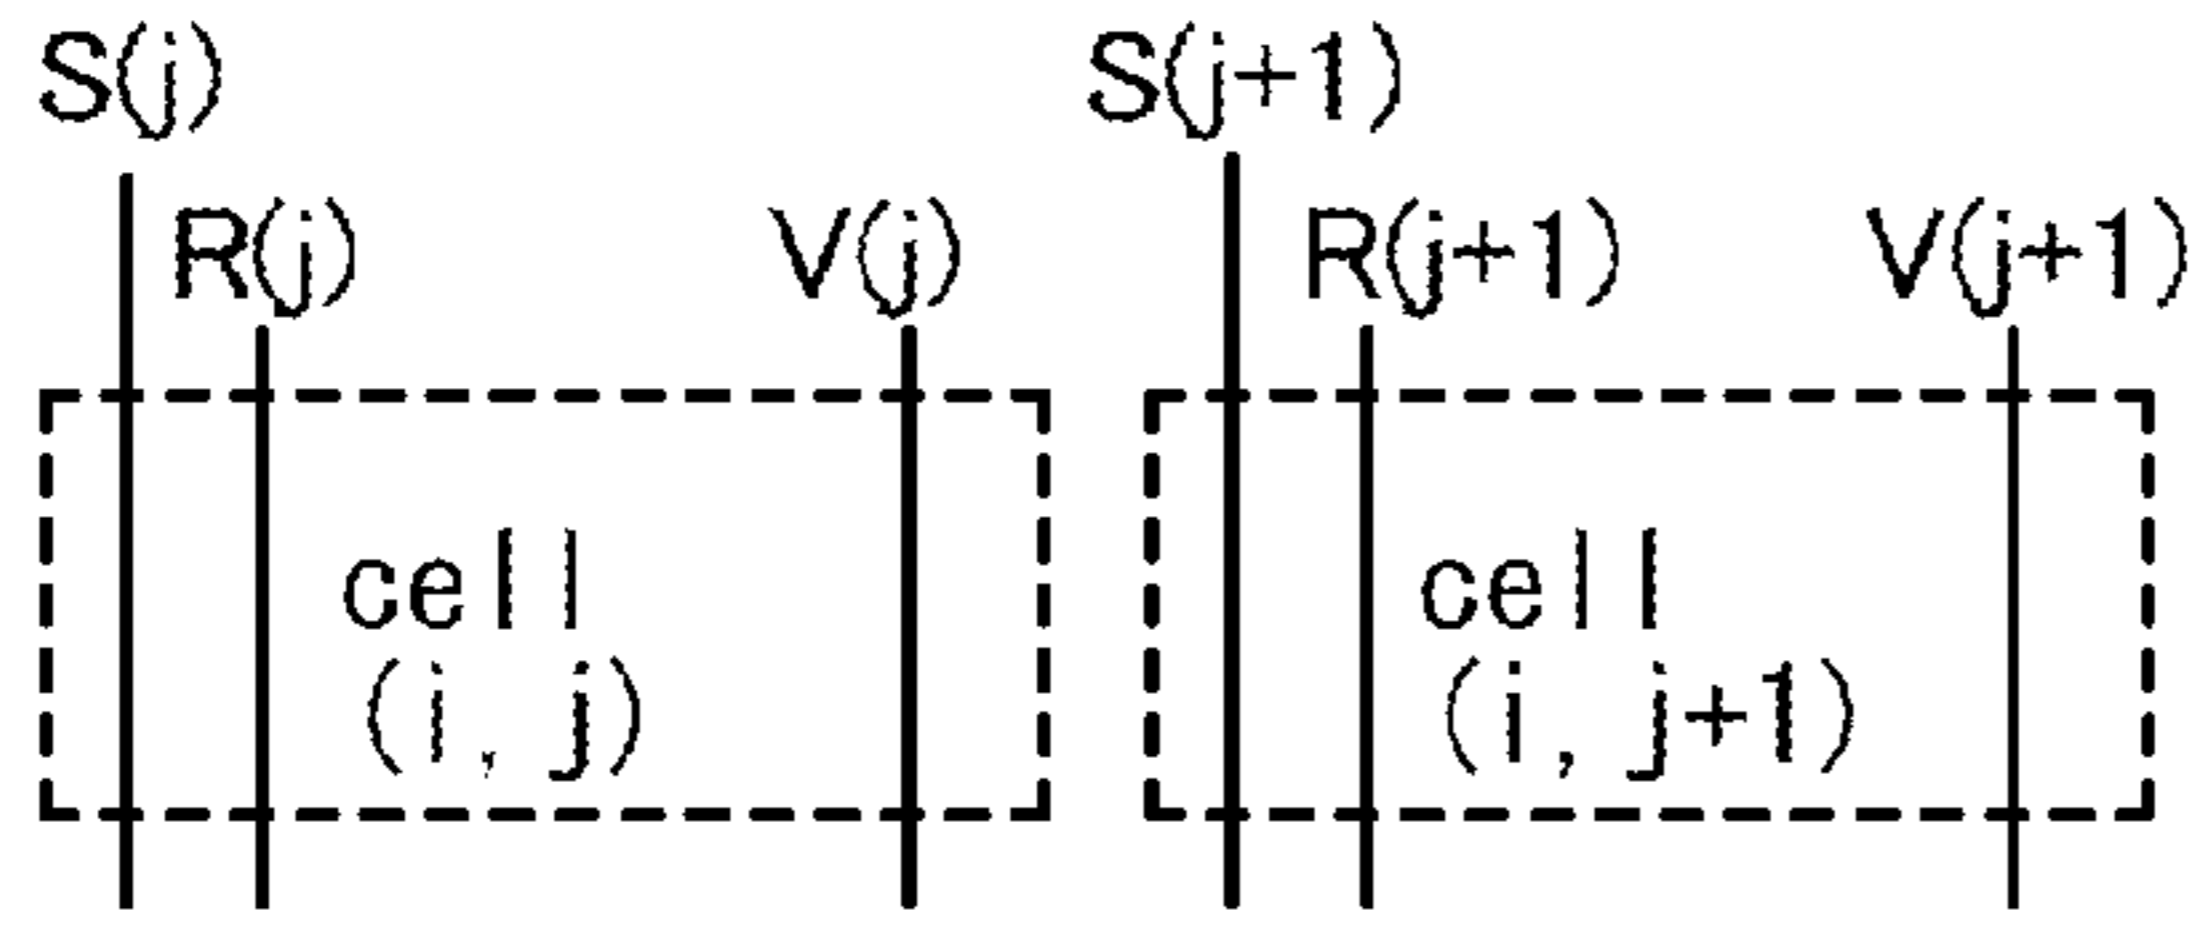 S(j) S(j+1)
R(j) V(j) R(j+1) V(j+1)
cell cell
(i, j) (i, j+1)